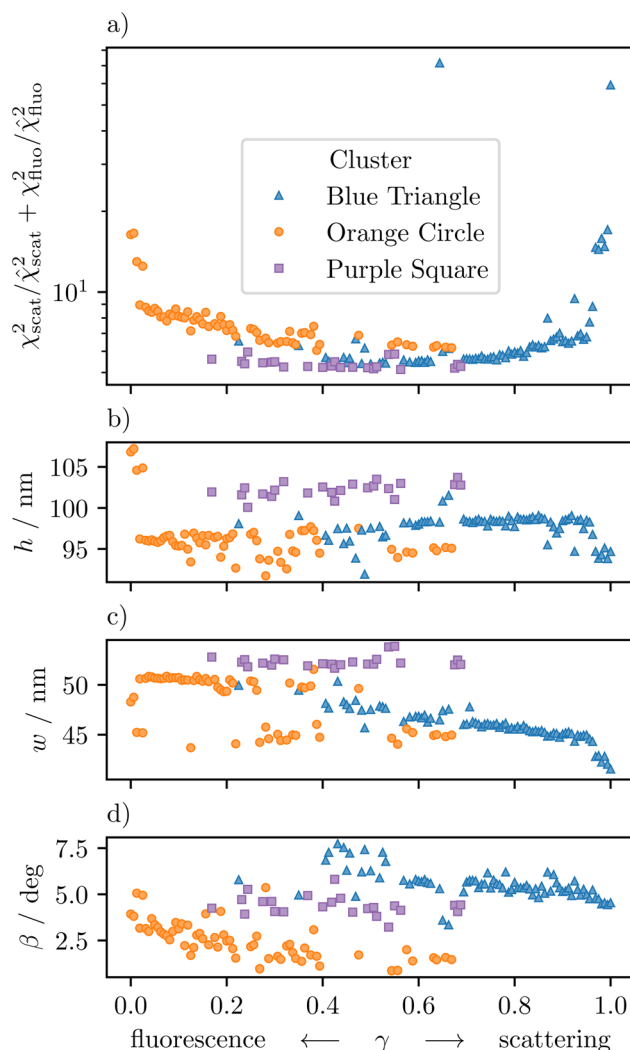 a)
χ²scat/χ̂²scat + χ²fluo/χ̂²fluo
10¹
Cluster
Blue Triangle
Orange Circle
Purple Square
b)
h / nm
105
100
95
c)
w / nm
50
45
d)
β / deg
7.5
5.0
2.5
0.0 0.2 0.4 0.6 0.8 1.0
fluorescence ← γ → scattering